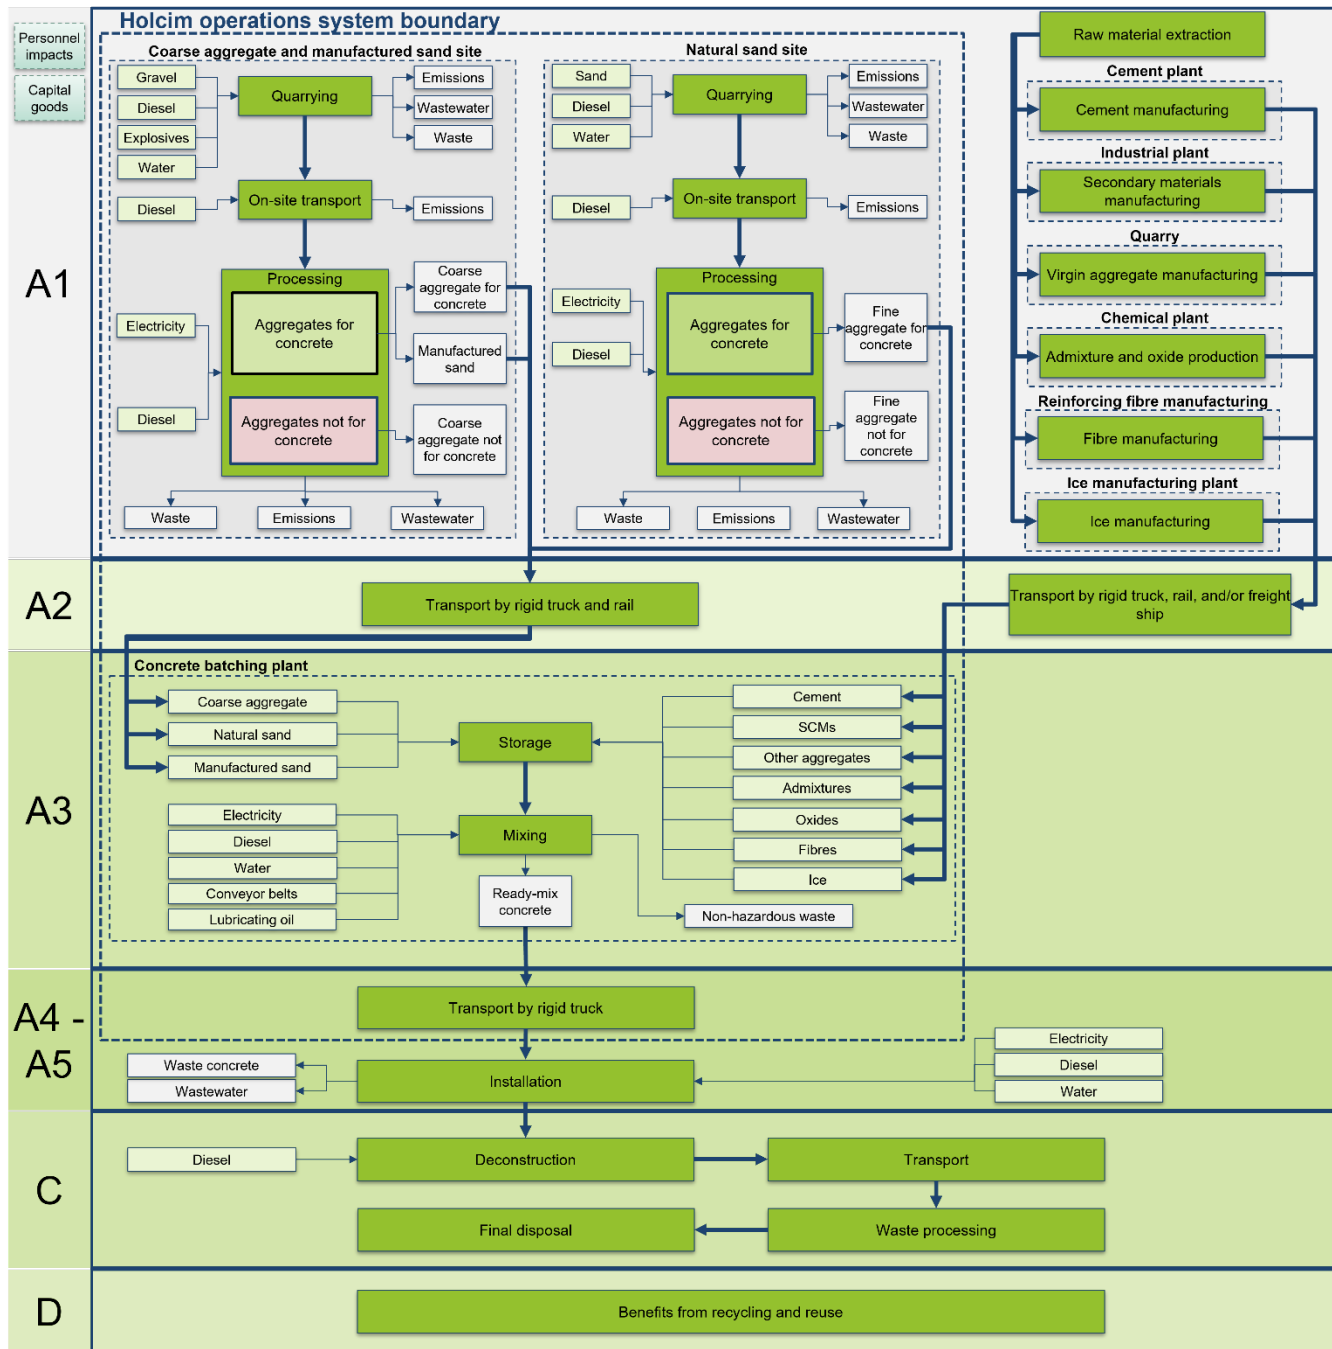 Holcim operations system boundary
Personnel
impacts
Capital
goods
A1
Coarse aggregate and manufactured sand site
Gravel
Diesel
Explosives
Water
Quarrying
Emissions
Wastewater
Waste
Diesel
On-site transport
Emissions
Processing
Electricity
Diesel
Aggregates for
concrete
Aggregates not for
concrete
Coarse
aggregate for
concrete
Manufactured
sand
Coarse
aggregate not
for concrete
Waste
Emissions
Wastewater
Natural sand site
Sand
Diesel
Water
Quarrying
Emissions
Wastewater
Waste
Diesel
On-site transport
Emissions
Processing
Electricity
Diesel
Aggregates for
concrete
Aggregates not for
concrete
Fine
aggregate for
concrete
Fine
aggregate
not for
concrete
Waste
Emissions
Wastewater
Raw material extraction
Cement plant
Cement manufacturing
Industrial plant
Secondary materials
manufacturing
Quarry
Virgin aggregate manufacturing
Chemical plant
Admixture and oxide production
Reinforcing fibre manufacturing
Fibre manufacturing
Ice manufacturing plant
Ice manufacturing
A2
Transport by rigid truck and rail
Transport by rigid truck, rail, and/or freight
ship
A3
Concrete batching plant
Coarse aggregate
Natural sand
Manufactured sand
Electricity
Diesel
Water
Conveyor belts
Lubricating oil
Storage
Mixing
Ready-mix
concrete
Non-hazardous waste
Cement
SCMs
Other aggregates
Admixtures
Oxides
Fibres
Ice
A4 -
A5
Transport by rigid truck
Waste concrete
Wastewater
Installation
Electricity
Diesel
Water
C
Diesel
Deconstruction
Transport
Final disposal
Waste processing
D
Benefits from recycling and reuse